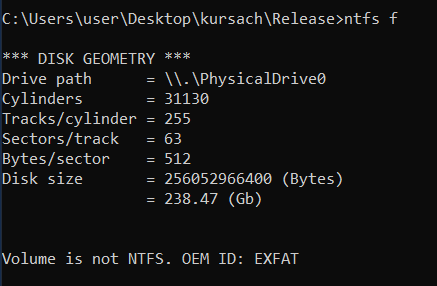 C:\Users\user\Desktop\kursach\Release>ntfs f
*** DISK GEOMETRY ***
Drive path = \\.\PhysicalDrive0
Cylinders = 31130
Tracks/cylinder = 255
Sectors/track = 63
Bytes/sector = 512
Disk size = 256052966400 (Bytes)
= 238.47 (Gb)
Volume is not NTFS. OEM ID: EXFAT